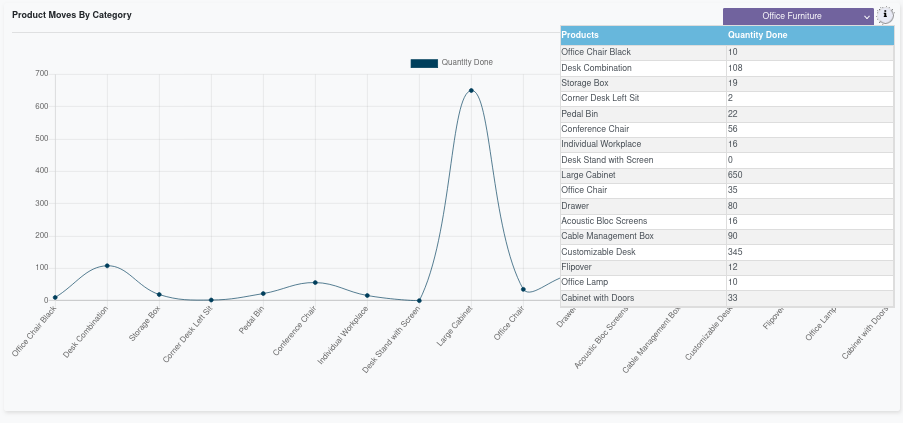 Product Moves By Category
Office Furniture
i
Products Quantity Done
Office Chair Black 10
Desk Combination 108
Storage Box 19
Corner Desk Left Sit 2
Pedal Bin 22
Conference Chair 56
Individual Workplace 16
Desk Stand with Screen 0
Large Cabinet 650
Office Chair 35
Drawer 80
Acoustic Bloc Screens 16
Cable Management Box 90
Customizable Desk 345
Flipover 12
Office Lamp 10
Cabinet with Doors 33
Quantity Done
700
600
500
400
300
200
100
0
Office Chair Black
Desk Combination
Storage Box
Corner Desk Left Sit
Pedal Bin
Conference Chair
Individual Workplace
Desk Stand with Screen
Large Cabinet
Office Chair
Drawer
Acoustic Bloc Screens
Cable Management Box
Customizable Desk
Flipover
Office Lamp
Cabinet with Doors